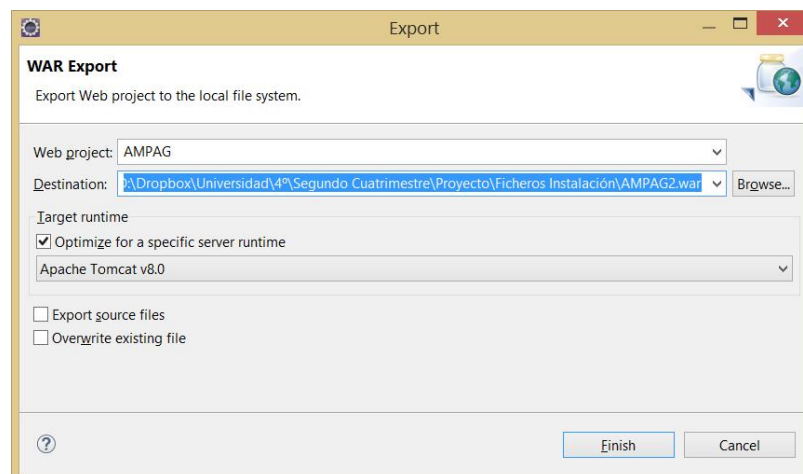 Export
WAR Export
Export Web project to the local file system.
Web project: AMPAG
Destination: D:\Dropbox\Universidad\4º\Segundo Cuatrimestre\Proyecto\Ficheros Instalación\AMPAG2.war Browse...
Target runtime
Optimize for a specific server runtime
Apache Tomcat v8.0
Export source files
Overwrite existing file
? Finish Cancel